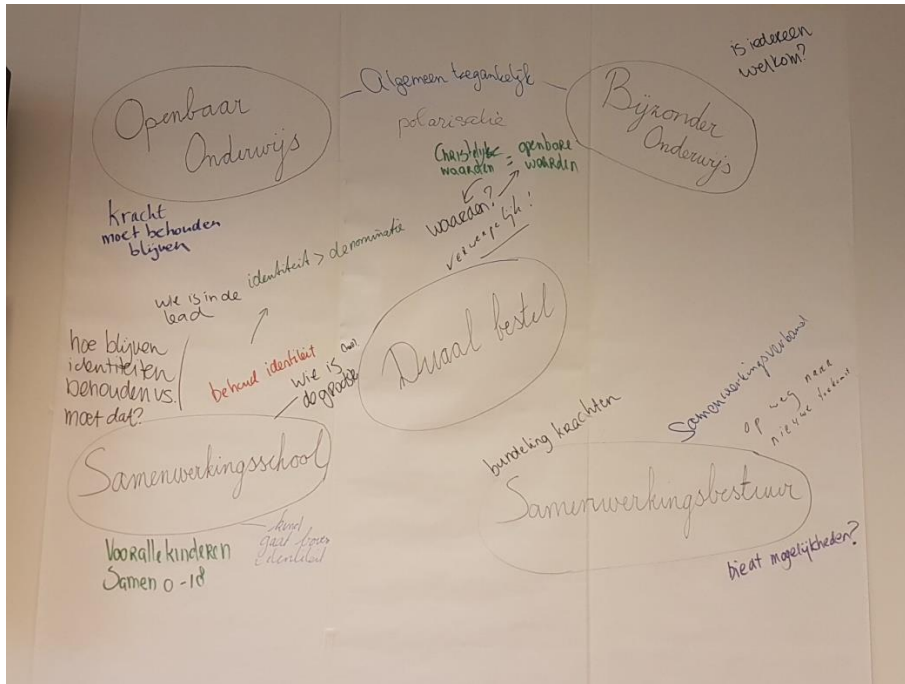 is iedereen
welkom?
Openbaar
Onderwijs
Algemeen toegankelijk
polarisatie
Bijzonder
Onderwijs
Christelijke
waarden
=
openbare
waarden
waarden?
verwerpelijk!
kracht
moet behouden
blijven
identiteit > denominatie
wie is in de
lead
hoe blijven
identiteiten
behouden vs.
moet dat?
behoud identiteit
wie is
de grootste
Duaal bestel
Samenwerkingsschool
kind
gaat boven
identiteit
Voor alle kinderen
Samen 0-18
bundeling krachten
Samenwerkingsverband
op weg naar
nieuwe
Samenwerkingsbestuur
biedt mogelijkheden?